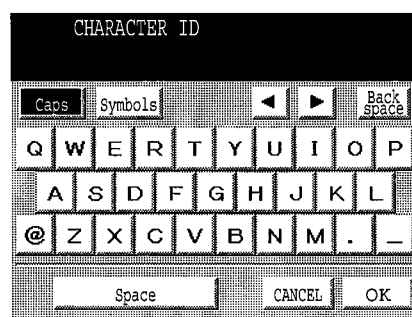 CHARACTER ID
Caps Symbols ◄ ► Back space
Q W E R T Y U I O P
A S D F G H J K L
@ Z X C V B N M . _
Space CANCEL OK